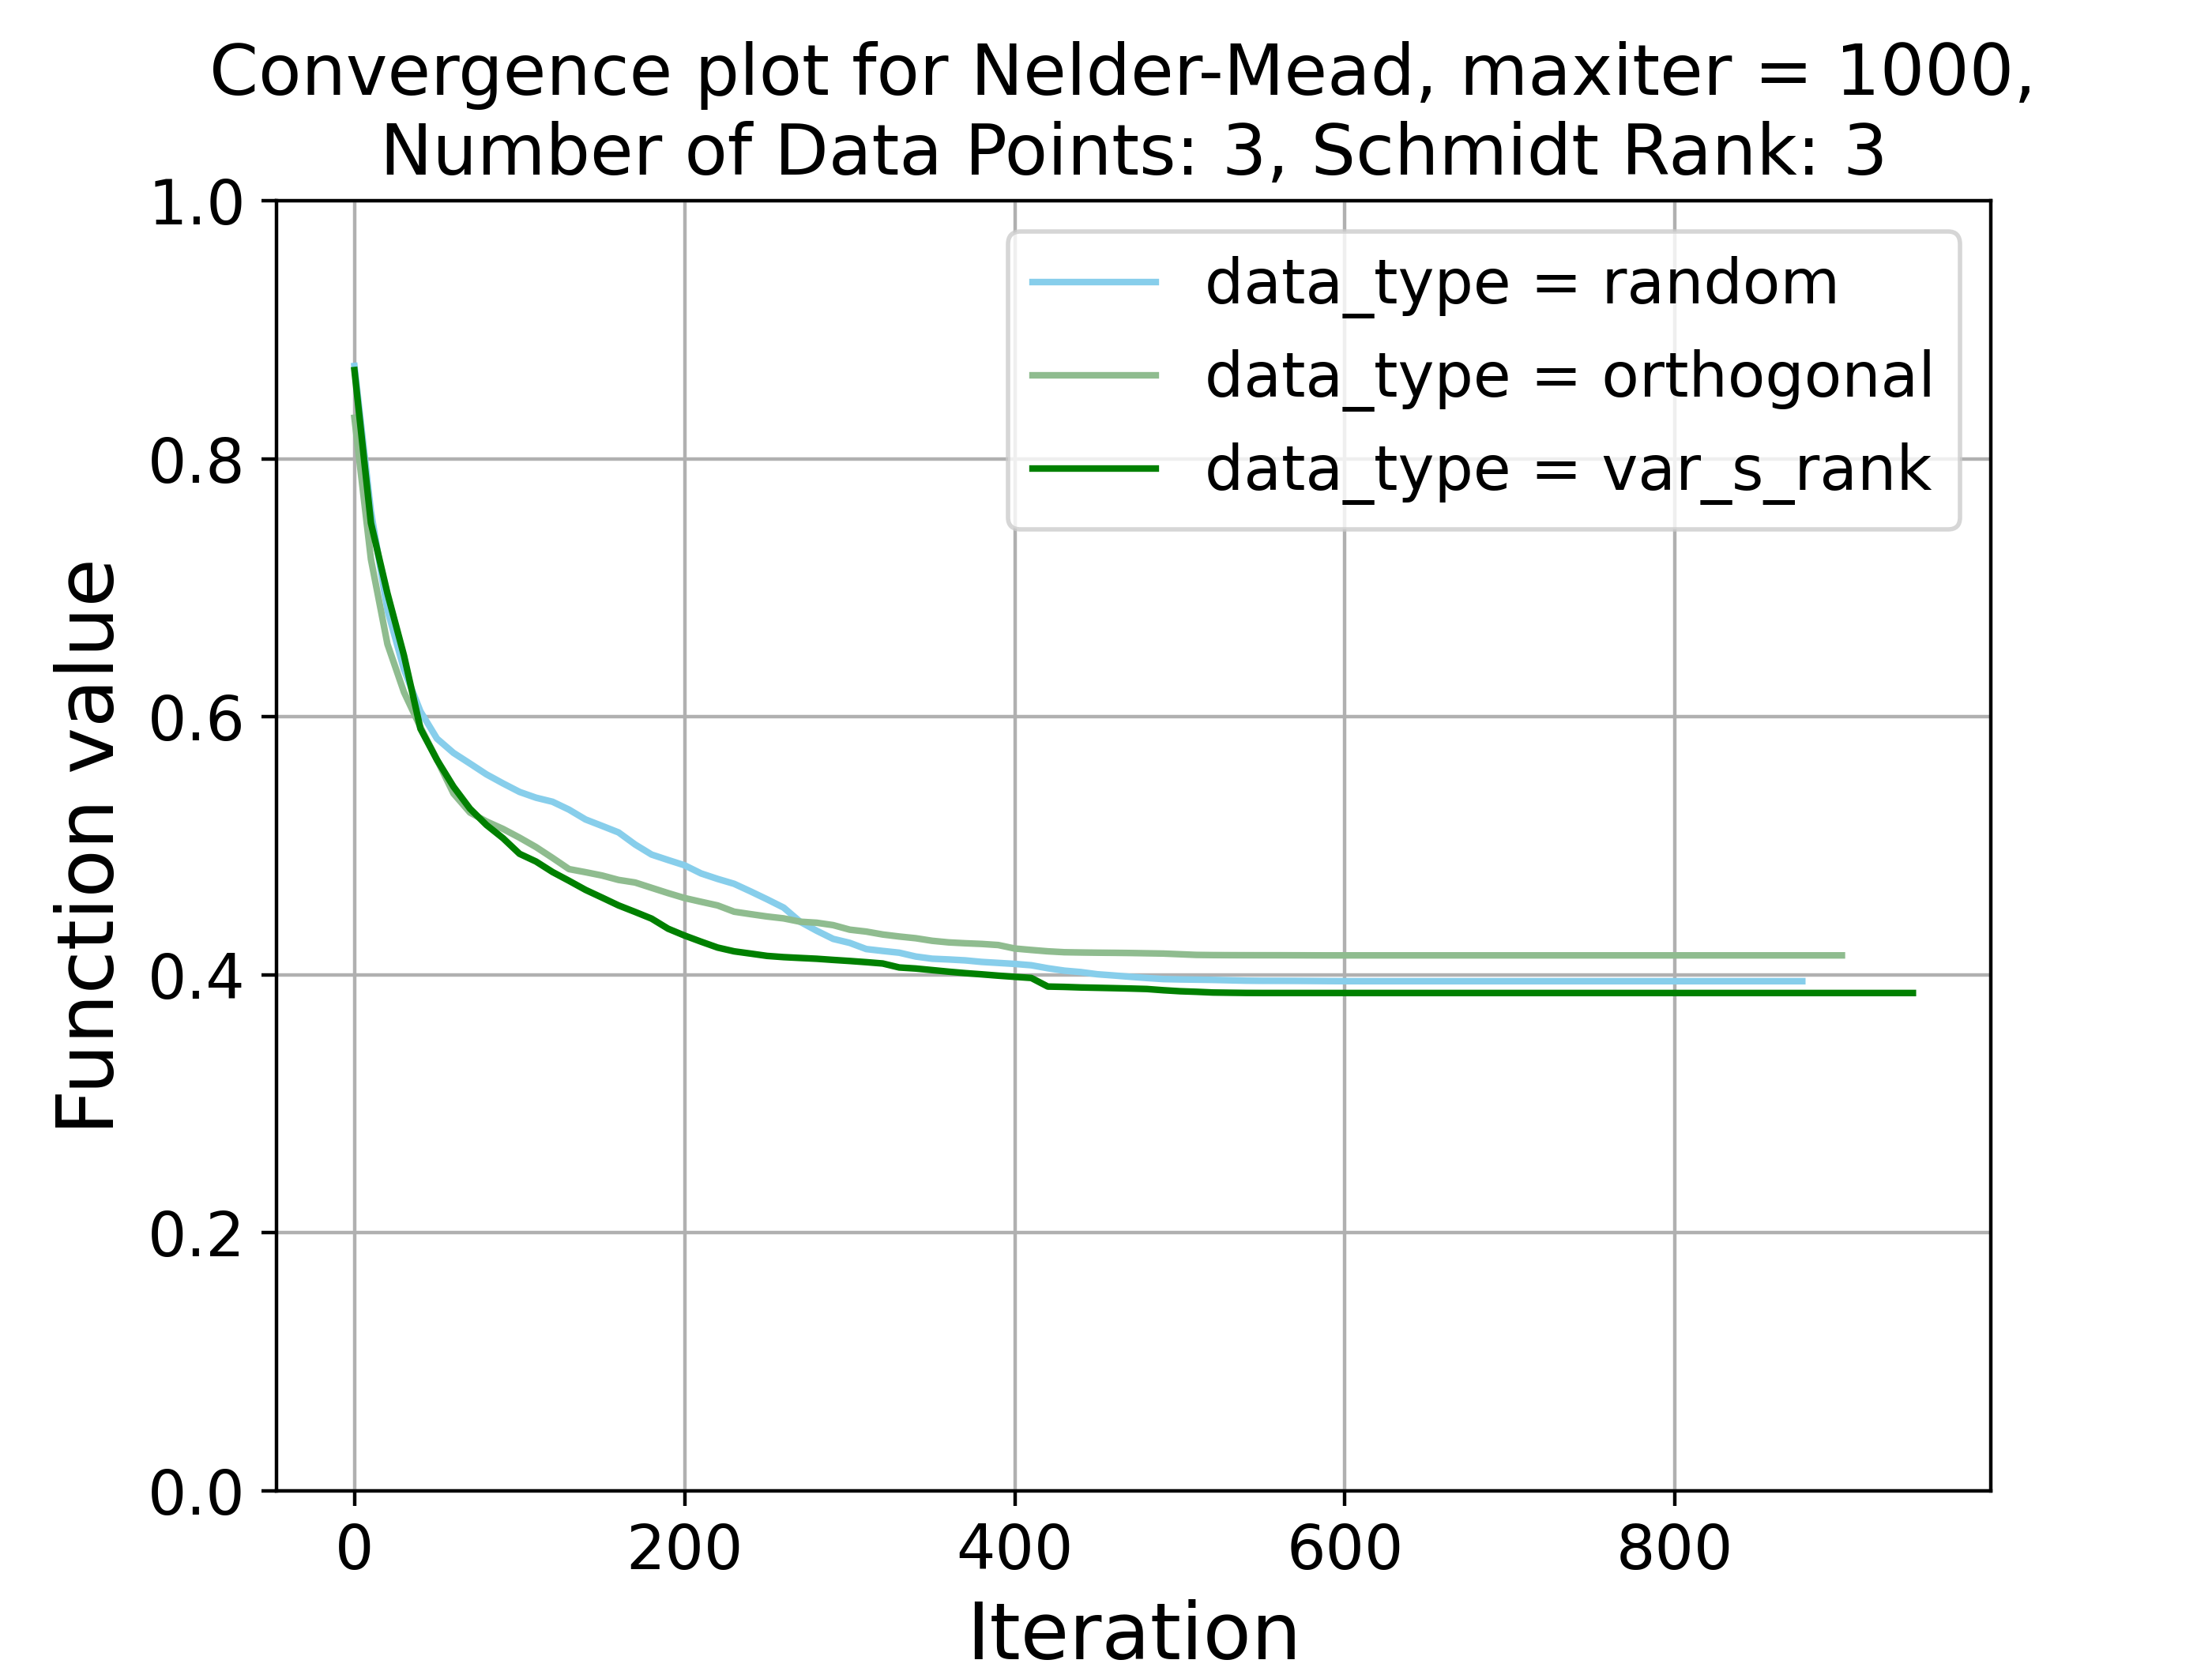 Convergence plot for Nelder-Mead, maxiter = 1000,
Number of Data Points: 3, Schmidt Rank: 3
1.0
0.8
0.6
0.4
0.2
0.0
Function value
data_type = random
data_type = orthogonal
data_type = var_s_rank
0
200
400
600
800
Iteration